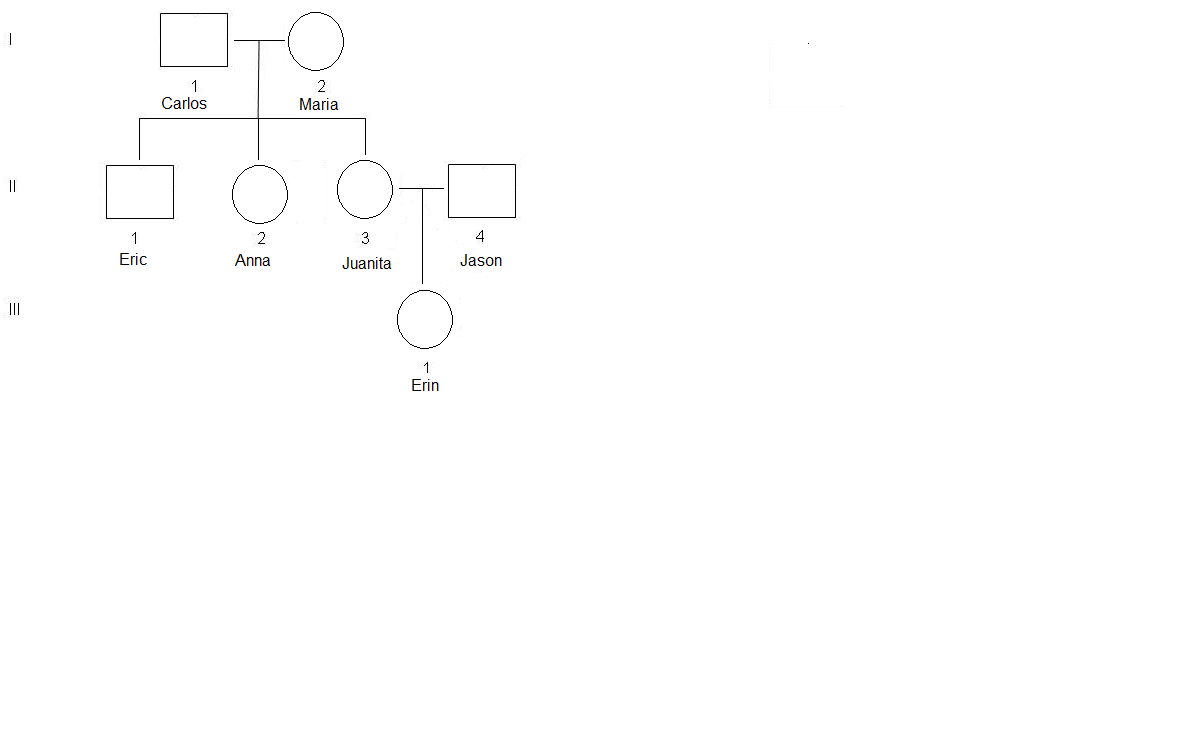 I
1 2
Carlos Maria
II
1 2 3 4
Eric Anna Juanita Jason
III
1
Erin